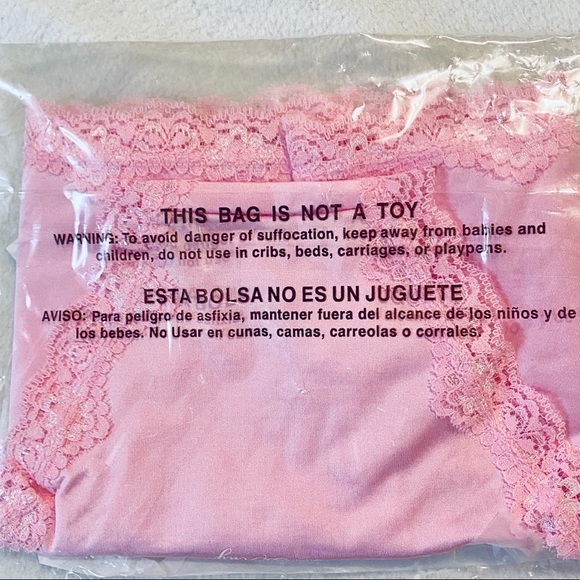 THIS BAG IS NOT A TOY
WARNING: To avoid danger of suffocation, keep away from babies and
children, do not use in cribs, beds, carriages, or playpens.
ESTA BOLSA NO ES UN JUGUETE
AVISO: Para peligro de asfixia, mantener fuera del alcance de los niños y de
los bebes. No Usar en cunas, camas, carreolas o corrales.